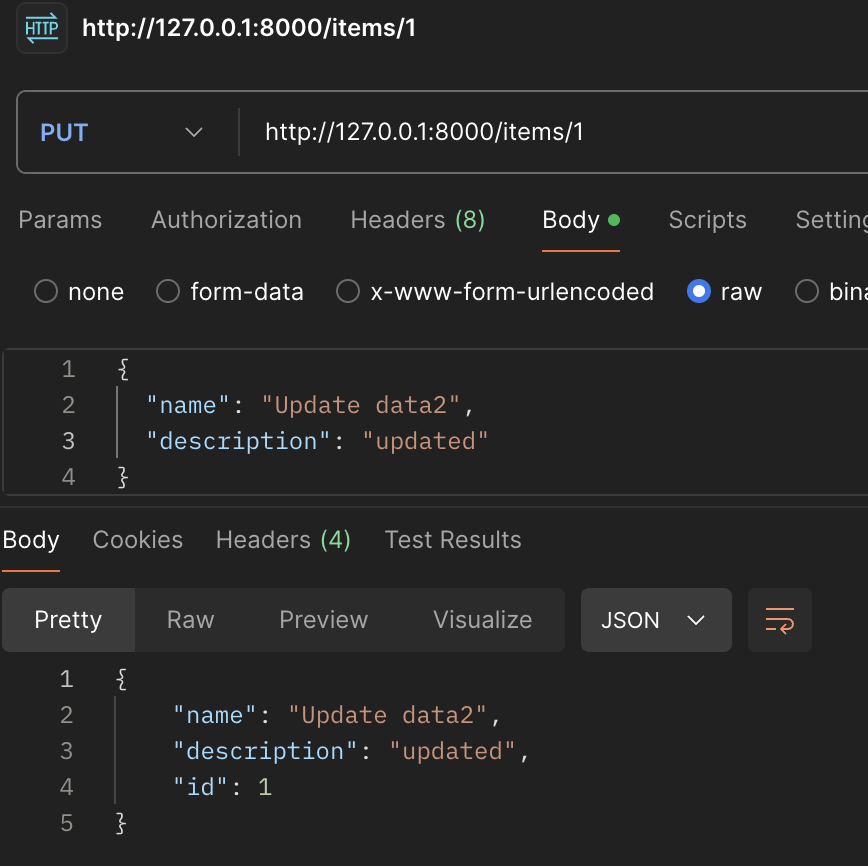 HTTP http://127.0.0.1:8000/items/1
PUT http://127.0.0.1:8000/items/1
Params Authorization Headers (8) Body Scripts Setting
none form-data x-www-form-urlencoded raw bina
1 {
2 "name": "Update data2",
3 "description": "updated"
4 }
Body Cookies Headers (4) Test Results
Pretty Raw Preview Visualize JSON
1 {
2 "name": "Update data2",
3 "description": "updated",
4 "id": 1
5 }